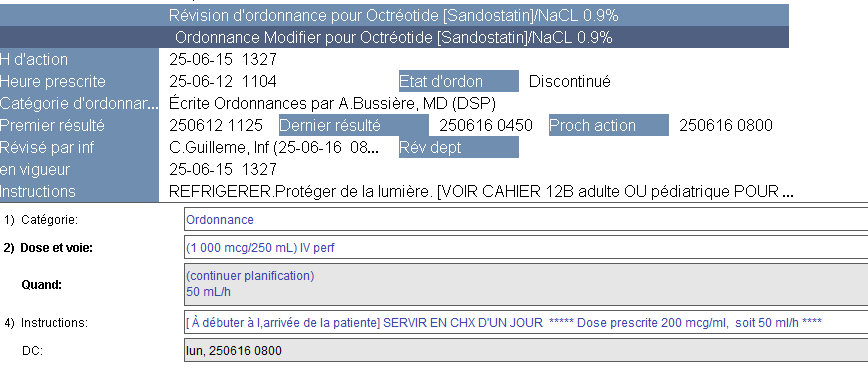 Révision d'ordonnance pour Octréotide [Sandostatin]/NaCL 0.9%
Ordonnance Modifier pour Octréotide [Sandostatin]/NaCL 0.9%
H d'action 25-06-15 1327
Heure prescrite 25-06-12 1104 Etat d'ordon Discontinué
Catégorie d'ordonnar... Écrite Ordonnances par A.Bussière, MD (DSP)
Premier résulté 250612 1125 Dernier résulté 250616 0450 Proch action 250616 0800
Révisé par inf C.Guilleme, Inf (25-06-16 08... Rév dept
en vigueur 25-06-15 1327
Instructions REFRIGERER.Protéger de la lumière. [VOIR CAHIER 12B adulte OU pédiatrique POUR ...
1) Catégorie: Ordonnance
2) Dose et voie: (1 000 mcg/250 mL) IV perf
Quand: (continuer planification)
50 mL/h
4) Instructions: [ À débuter à l,arrivée de la patiente] SERVIR EN CHX D'UN JOUR ***** Dose prescrite 200 mcg/ml, soit 50 ml/h ****
DC: lun, 250616 0800